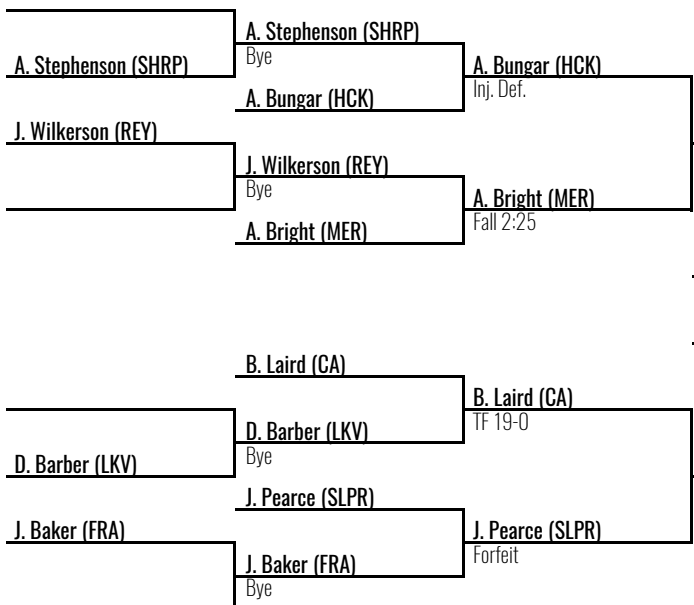 A. Stephenson (SHRP)
Bye
A. Stephenson (SHRP)
A. Bungar (HCK)
Inj. Def.
A. Bungar (HCK)
J. Wilkerson (REY)
J. Wilkerson (REY)
Bye
A. Bright (MER)
Fall 2:25
A. Bright (MER)
B. Laird (CA)
B. Laird (CA)
TF 19-0
D. Barber (LKV)
Bye
D. Barber (LKV)
J. Pearce (SLPR)
J. Baker (FRA)
J. Pearce (SLPR)
Forfeit
J. Baker (FRA)
Bye